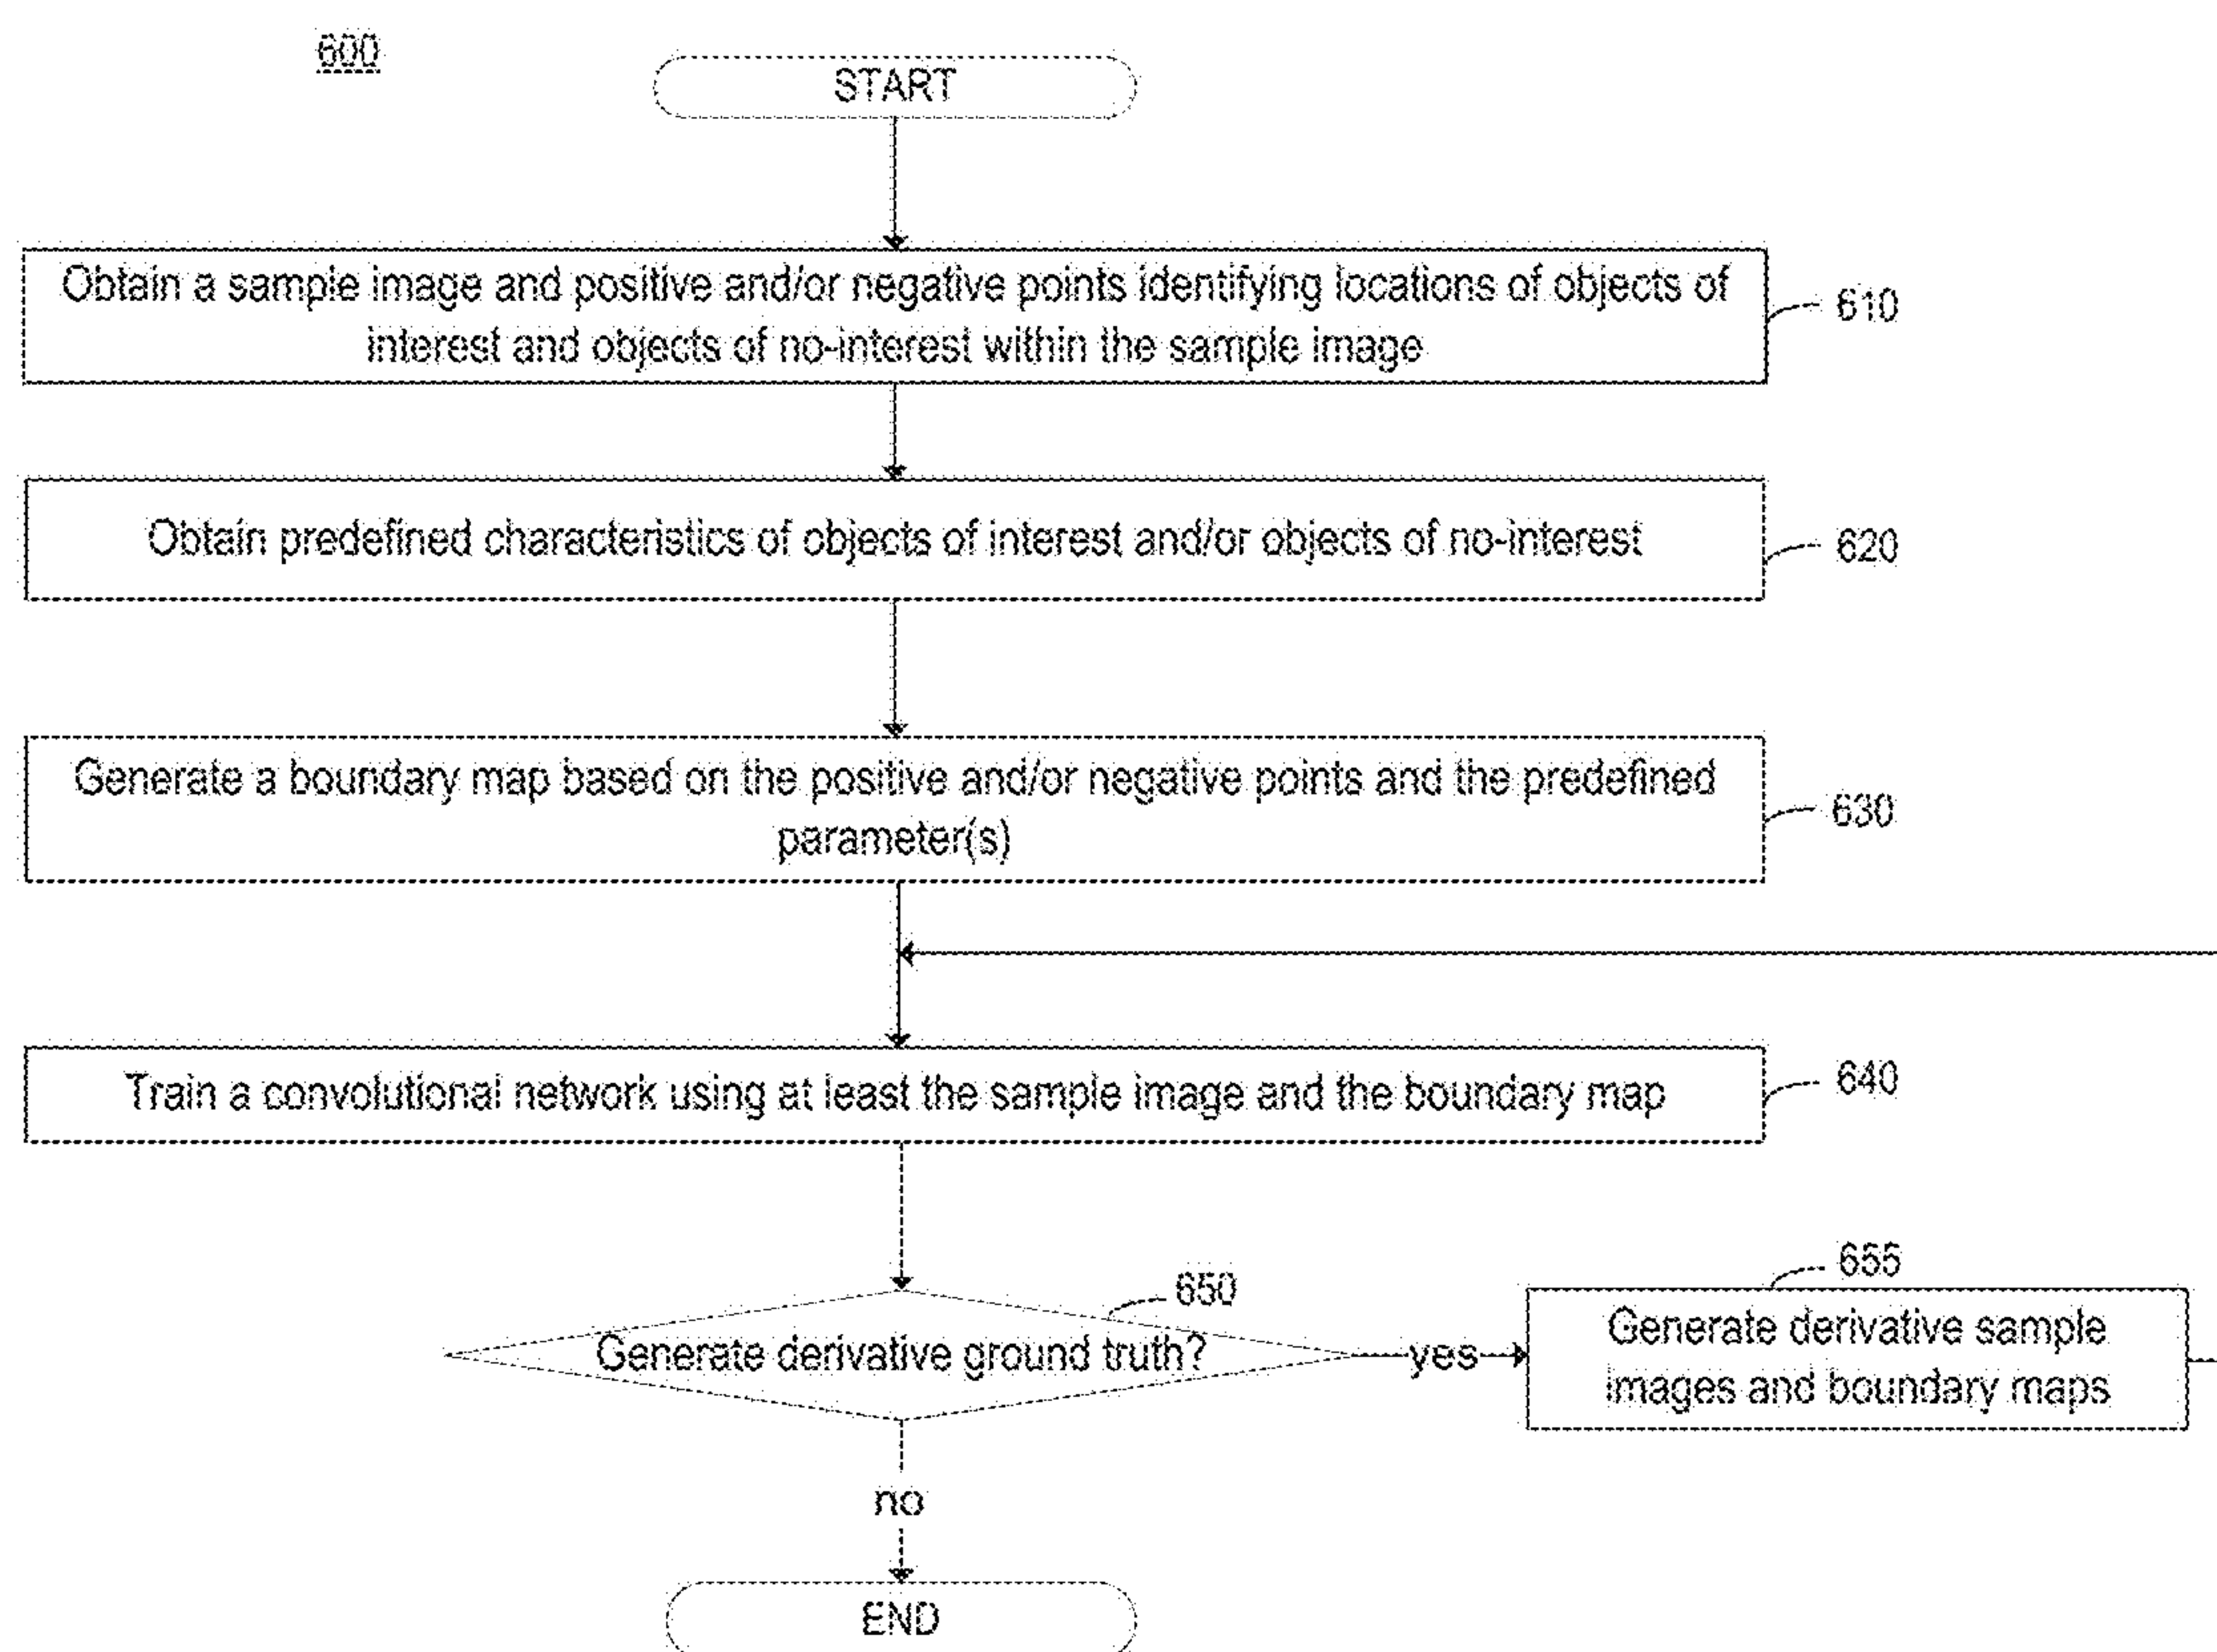 600
START
Obtain a sample image and positive and/or negative points identifying locations of objects of
interest and objects of no-interest within the sample image
610
Obtain predefined characteristics of objects of interest and/or objects of no-interest
620
Generate a boundary map based on the positive and/or negative points and the predefined
parameter(s)
630
Train a convolutional network using at least the sample image and the boundary map
640
650
Generate derivative ground truth?
yes
655
Generate derivative sample
images and boundary maps
no
END